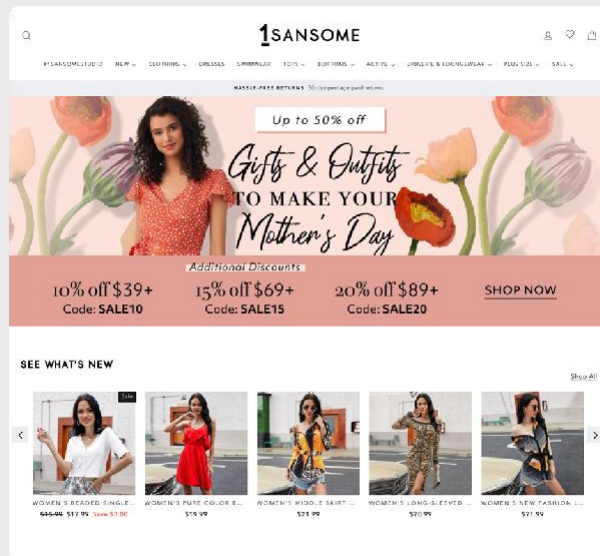 1SANSOME
#1SANSOMESTUDIO NEW CLOTHING DRESSES SWIMWEAR TOPS BOTTOMS ACTIVE LINGERIE & LOUNGEWEAR PLUS SIZE SALE
HASSLE-FREE RETURNS
Up to 50% off
Gifts & Outfits
TO MAKE YOUR
Mother's Day
Additional Discounts
10% off $39+ 15% off $69+ 20% off $89+ SHOP NOW
Code: SALE10 Code: SALE15 Code: SALE20
SEE WHAT'S NEW
Shop All
Sale
WOMEN'S BEADED SINGLE... WOMEN'S PURE COLOR E... WOMEN'S MIDDLE SKIRT ... WOMEN'S LONG-SLEEVED ... WOMEN'S NEW FASHION L...
$15.99 $12.99 Save $3.00 $19.99 $21.99 $20.99 $21.99